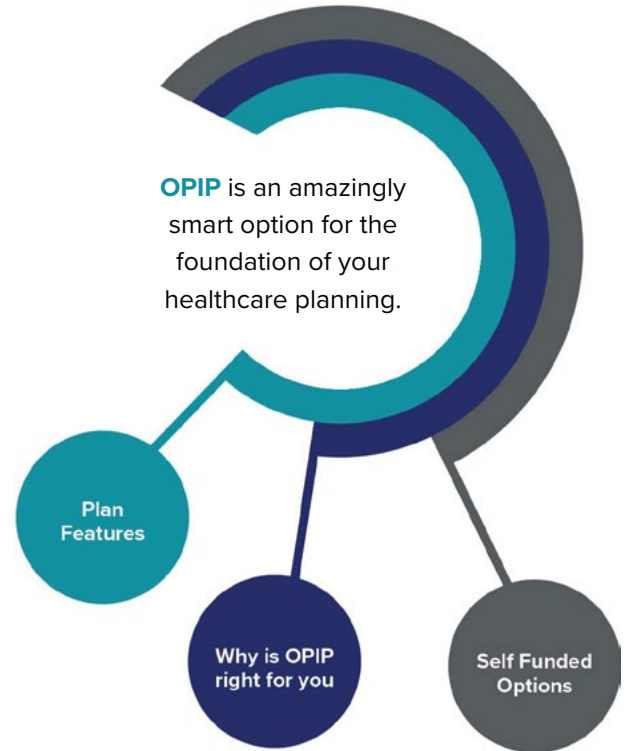 OPIP is an amazingly
smart option for the
foundation of your
healthcare planning.
Plan
Features
Why is OPIP
right for you
Self Funded
Options